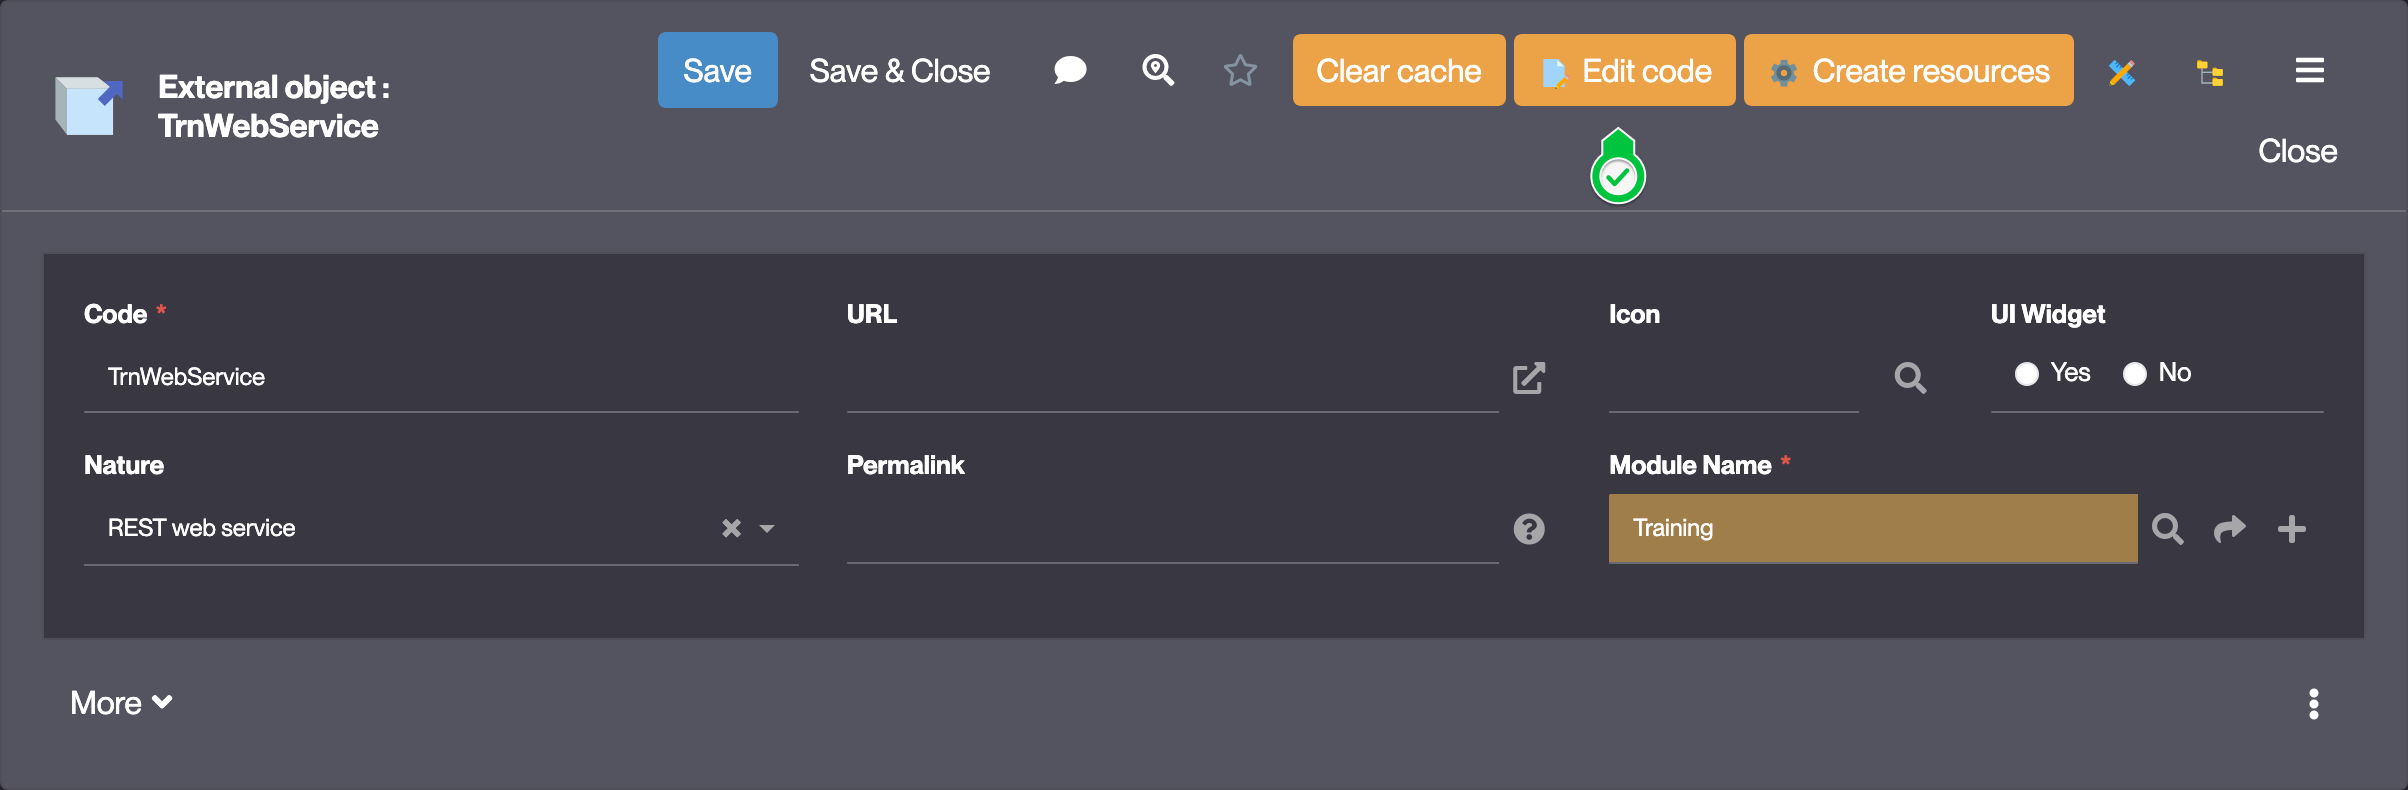 External object :
TrnWebService
Save
Save & Close
Clear cache
Edit code
Create resources
Close
Code *
URL
Icon
UI Widget
TrnWebService
Yes
No
Nature
Permalink
Module Name *
REST web service
Training
More